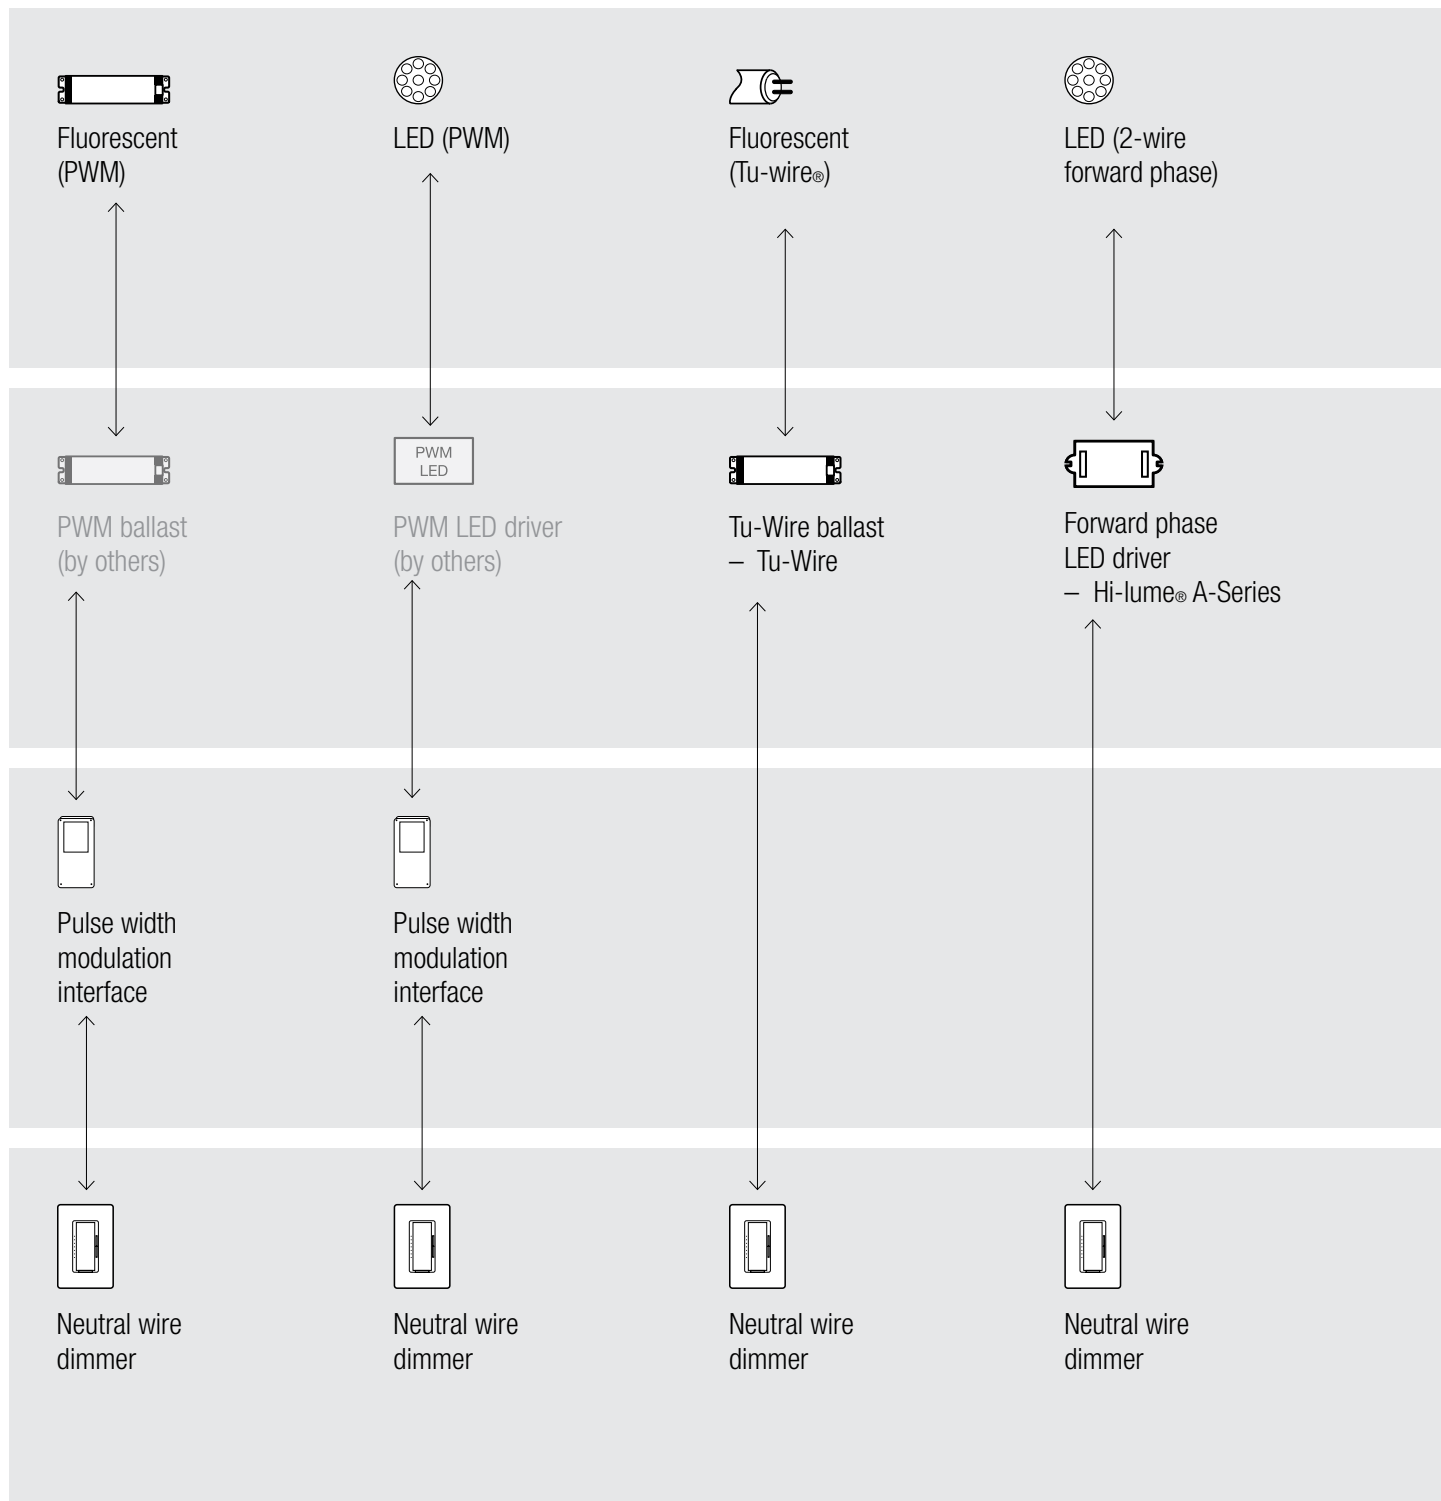 Fluorescent
(PWM)
LED (PWM)
Fluorescent
(Tu-wire®)
LED (2-wire
forward phase)
PWM
LED
PWM ballast
(by others)
PWM LED driver
(by others)
Tu-Wire ballast
– Tu-Wire
Forward phase
LED driver
– Hi-lume® A-Series
Pulse width
modulation
interface
Pulse width
modulation
interface
Neutral wire
dimmer
Neutral wire
dimmer
Neutral wire
dimmer
Neutral wire
dimmer